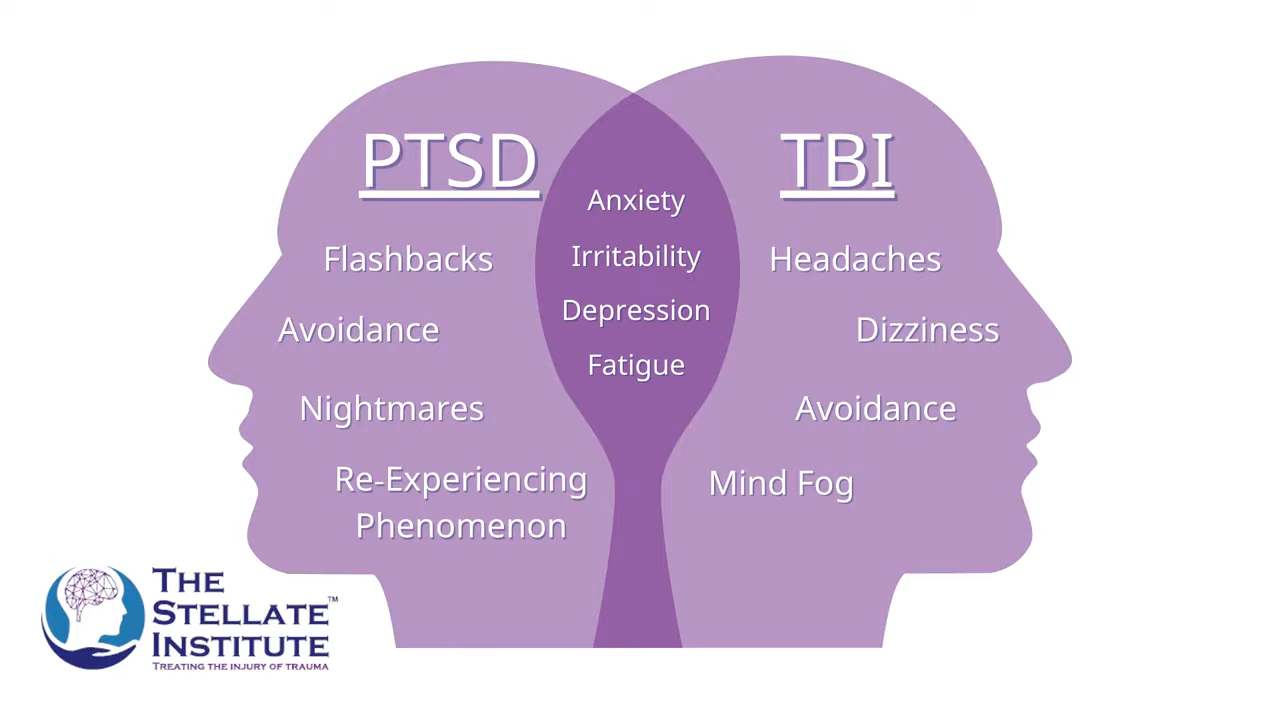 PTSD
Flashbacks
Avoidance
Nightmares
Re-Experiencing
Phenomenon
Anxiety
Irritability
Depression
Fatigue
TBI
Headaches
Dizziness
Avoidance
Mind Fog
THE
STELLATE™
INSTITUTE
TREATING THE INJURY OF TRAUMA